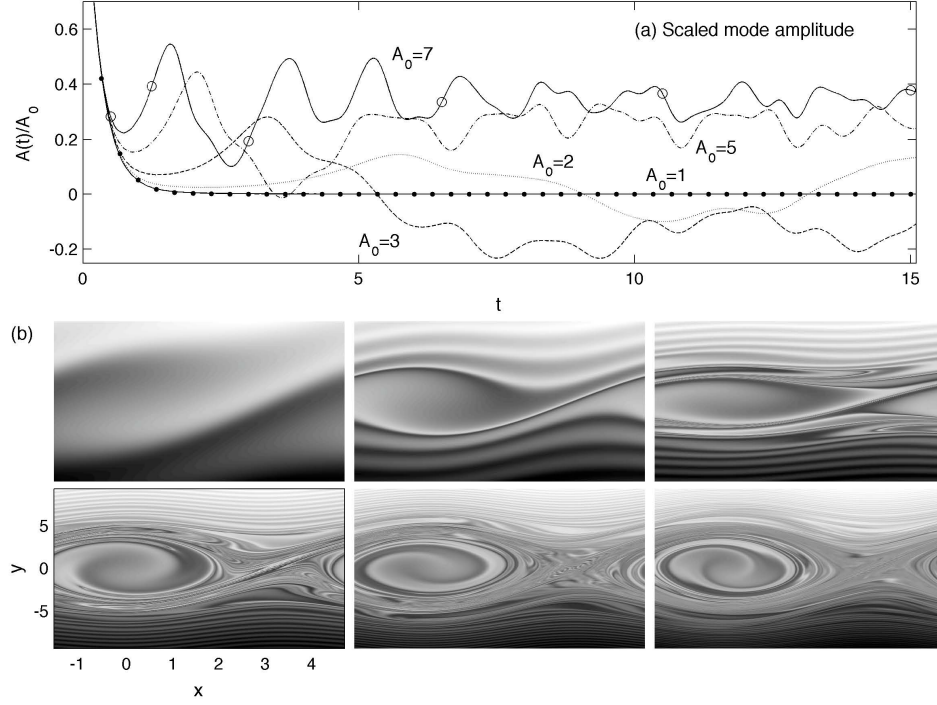 (a) Scaled mode amplitude
0.6
0.4
0.2
0
-0.2
A(t)/A₀
A₀=7
A₀=5
A₀=2
A₀=1
A₀=3
0 5 10 15
t
(b)
5
0
-5
y
-1 0 1 2 3 4
x